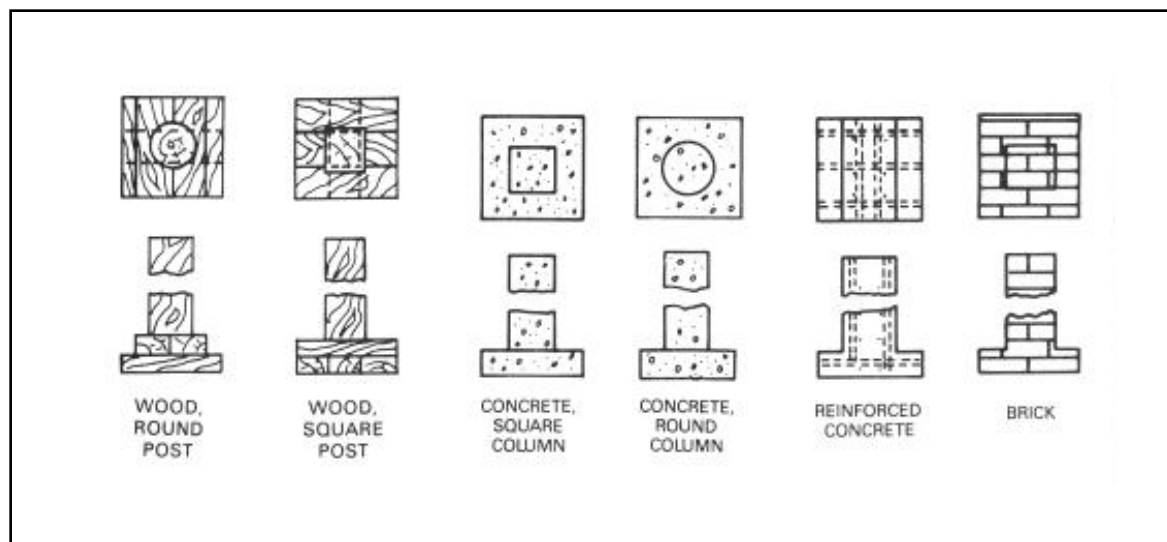 WOOD,
ROUND
POST
WOOD,
SQUARE
POST
CONCRETE,
SQUARE
COLUMN
CONCRETE,
ROUND
COLUMN
REINFORCED
CONCRETE
BRICK